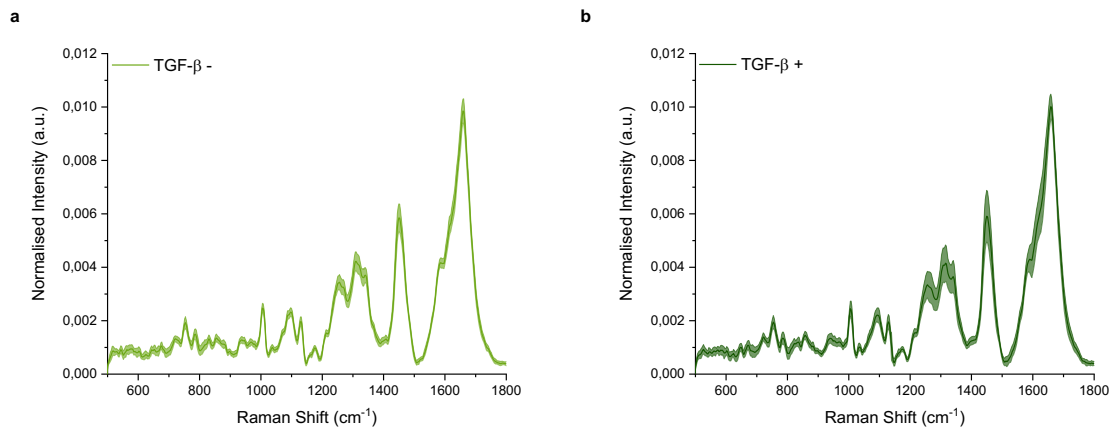 a
TGF-β -
0,012
0,010
0,008
0,006
0,004
0,002
0,000
Normalised Intensity (a.u.)
600 800 1000 1200 1400 1600 1800
Raman Shift (cm⁻¹)
b
TGF-β +
0,012
0,010
0,008
0,006
0,004
0,002
0,000
Normalised Intensity (a.u.)
600 800 1000 1200 1400 1600 1800
Raman Shift (cm⁻¹)